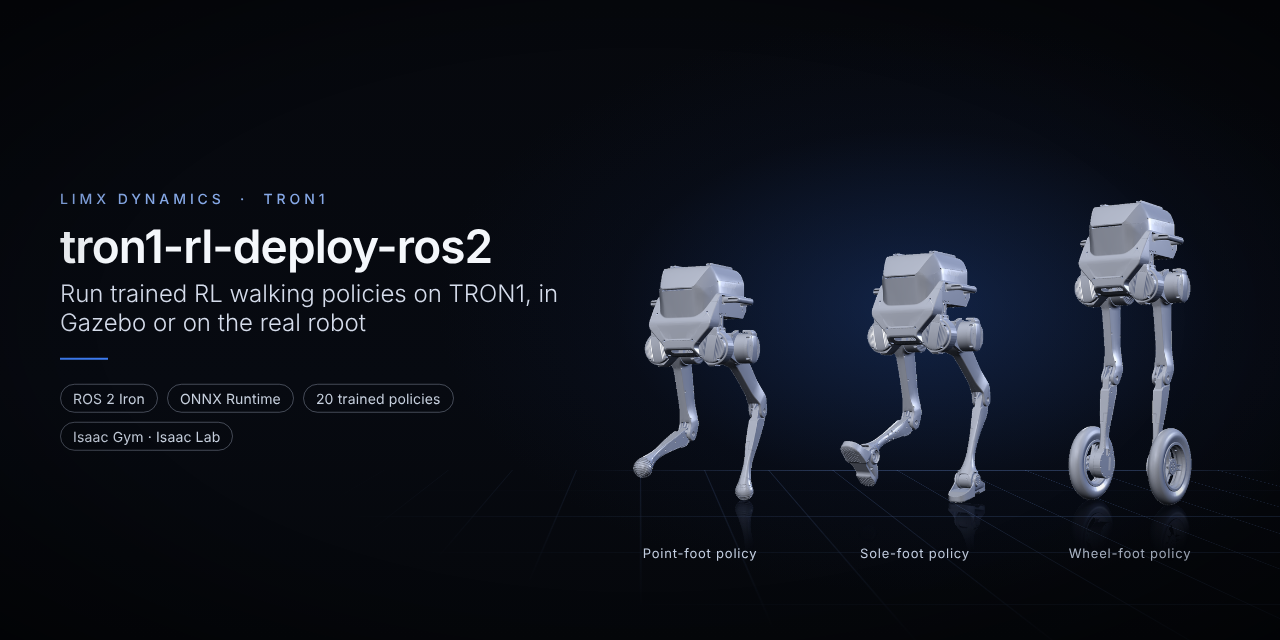 LIMX DYNAMICS · TRON1
tron1-rl-deploy-ros2
Run trained RL walking policies on TRON1, in
Gazebo or on the real robot
ROS 2 Iron
ONNX Runtime
20 trained policies
Isaac Gym · Isaac Lab
Point-foot policy
Sole-foot policy
Wheel-foot policy